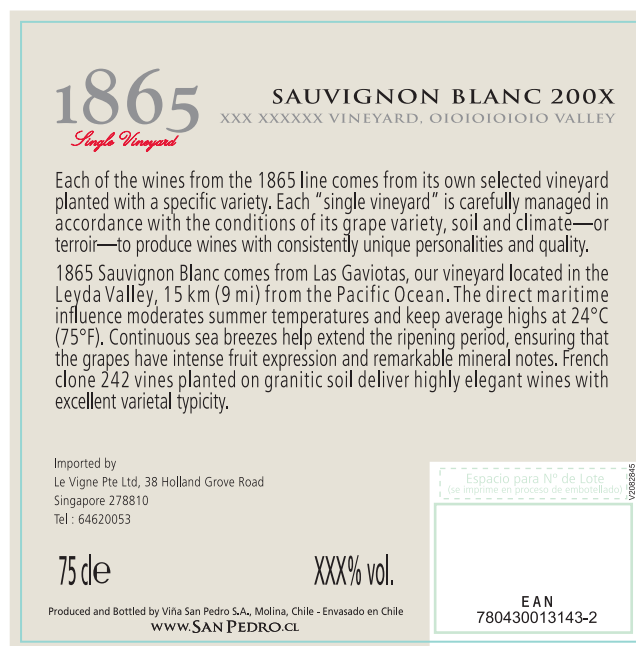 1865
Single Vineyard
SAUVIGNON BLANC 200X
XXX XXXXXX VINEYARD, OIOIOIOIOIO VALLEY
Each of the wines from the 1865 line comes from its own selected vineyard
planted with a specific variety. Each “single vineyard” is carefully managed in
accordance with the conditions of its grape variety, soil and climate—or
terroir—to produce wines with consistently unique personalities and quality.
1865 Sauvignon Blanc comes from Las Gaviotas, our vineyard located in the
Leyda Valley, 15 km (9 mi) from the Pacific Ocean. The direct maritime
influence moderates summer temperatures and keep average highs at 24°C
(75°F). Continuous sea breezes help extend the ripening period, ensuring that
the grapes have intense fruit expression and remarkable mineral notes. French
clone 242 vines planted on granitic soil deliver highly elegant wines with
excellent varietal typicity.
Imported by
Le Vigne Pte Ltd, 38 Holland Grove Road
Singapore 278810
Tel : 64620053
75 cl e
XXX% vol.
Produced and Bottled by Viña San Pedro S.A., Molina, Chile - Envasado en Chile
WWW.SAN PEDRO.CL
Espacio para Nº de Lote
(se imprime en proceso de embotellado)
V2082845
EAN
780430013143-2